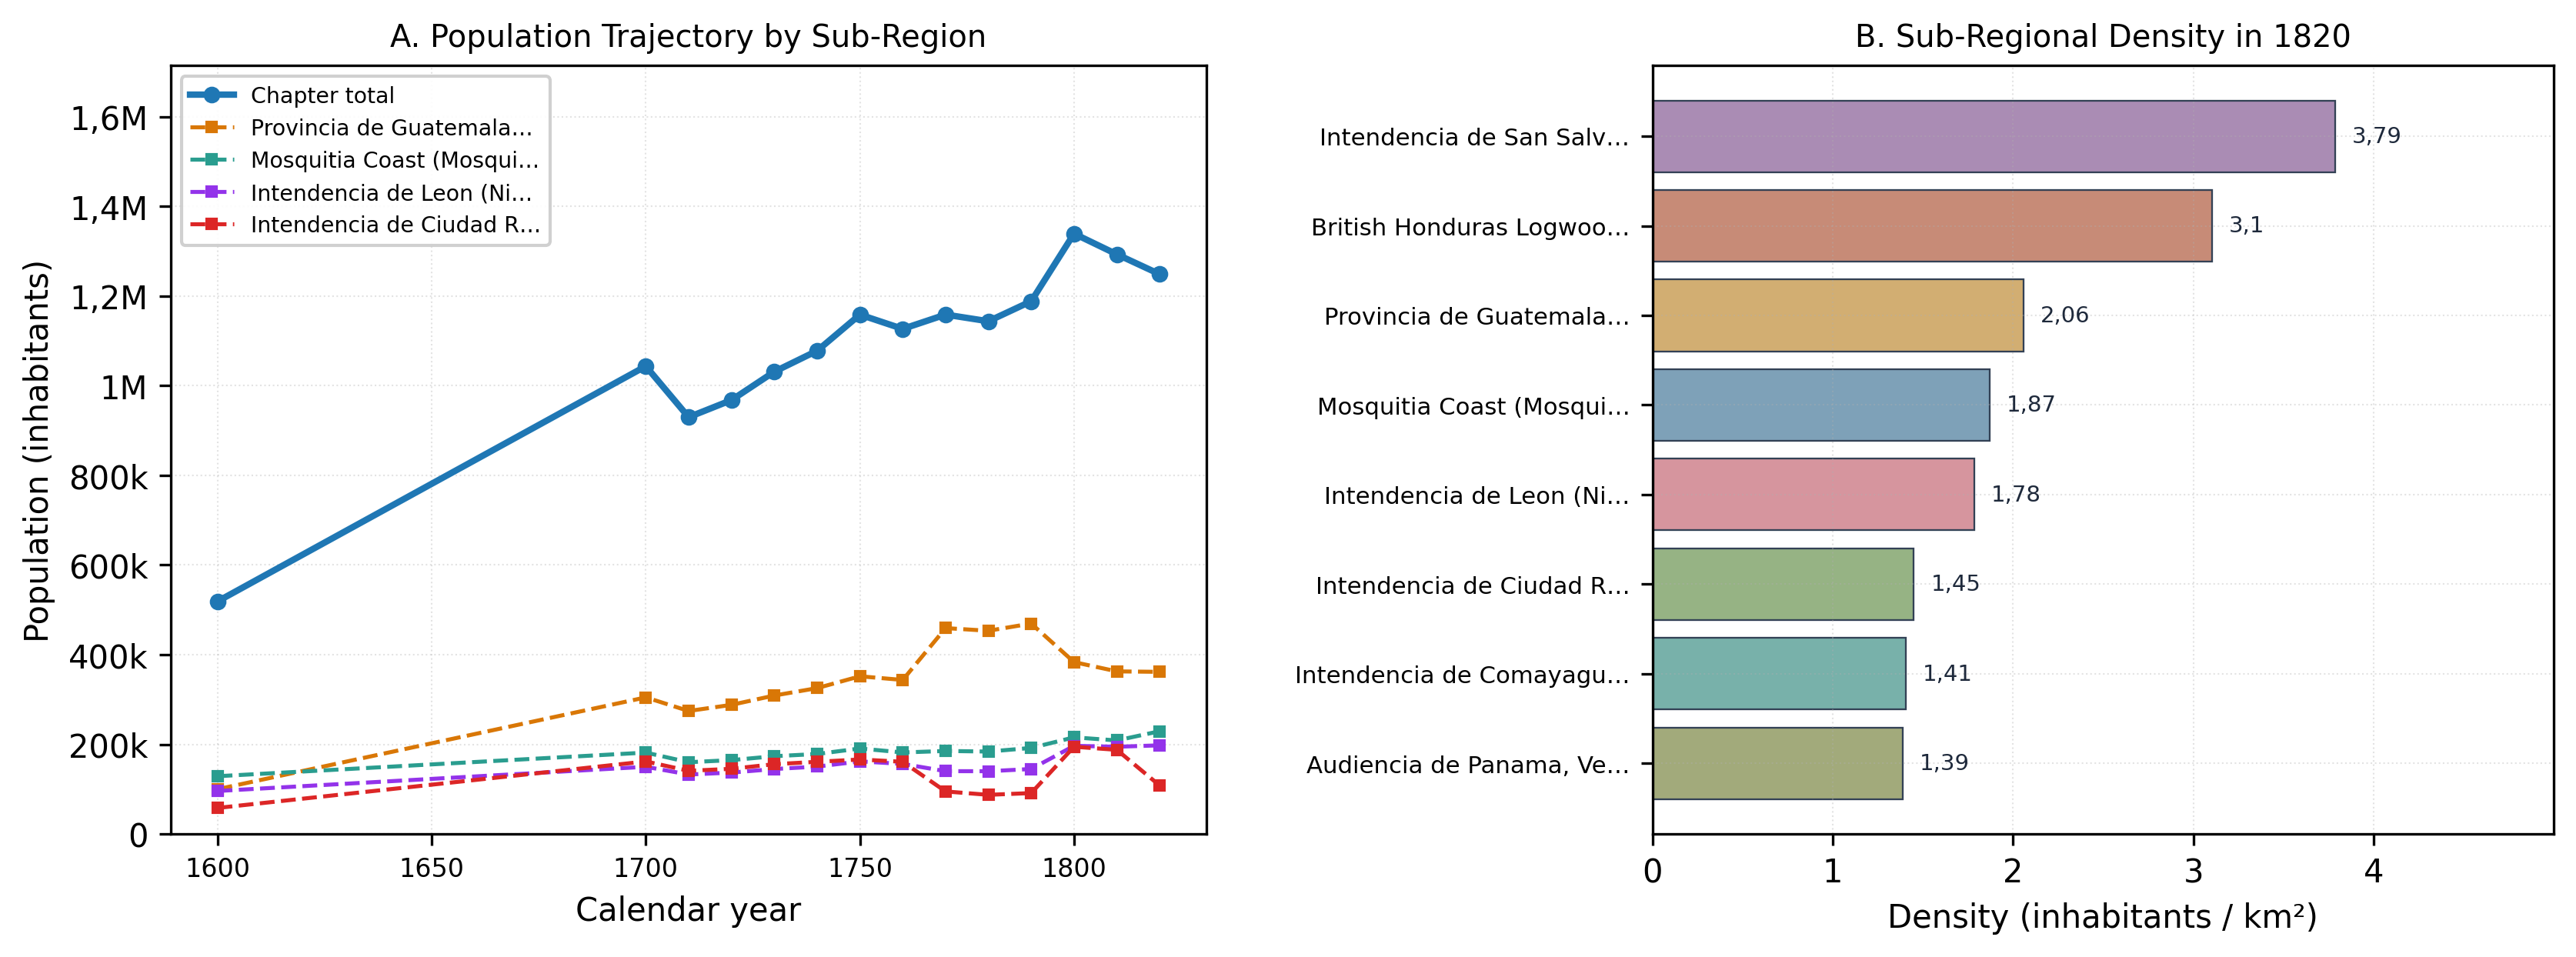 A. Population Trajectory by Sub-Region
Chapter total
Provincia de Guatemala...
Mosquitia Coast (Mosqui...
Intendencia de Leon (Ni...
Intendencia de Ciudad R...
Population (inhabitants)
1,6M
1,4M
1,2M
1M
800k
600k
400k
200k
0
1600 1650 1700 1750 1800
Calendar year
B. Sub-Regional Density in 1820
Intendencia de San Salv... 3,79
British Honduras Logwoo... 3,1
Provincia de Guatemala... 2,06
Mosquitia Coast (Mosqui... 1,87
Intendencia de Leon (Ni... 1,78
Intendencia de Ciudad R... 1,45
Intendencia de Comayagu... 1,41
Audiencia de Panama, Ve... 1,39
0 1 2 3 4
Density (inhabitants / km²)